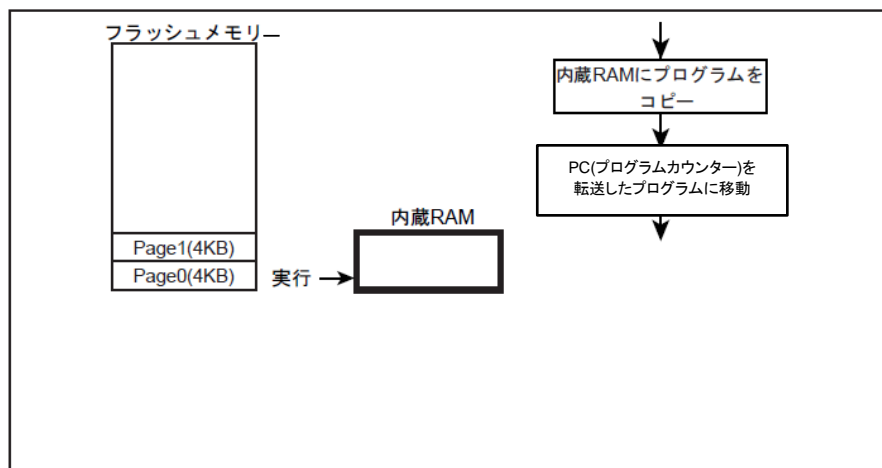 フラッシュメモリー
Page1(4KB)
Page0(4KB)
実行
内蔵RAM
内蔵RAMにプログラムを
コピー
PC(プログラムカウンター)を
転送したプログラムに移動